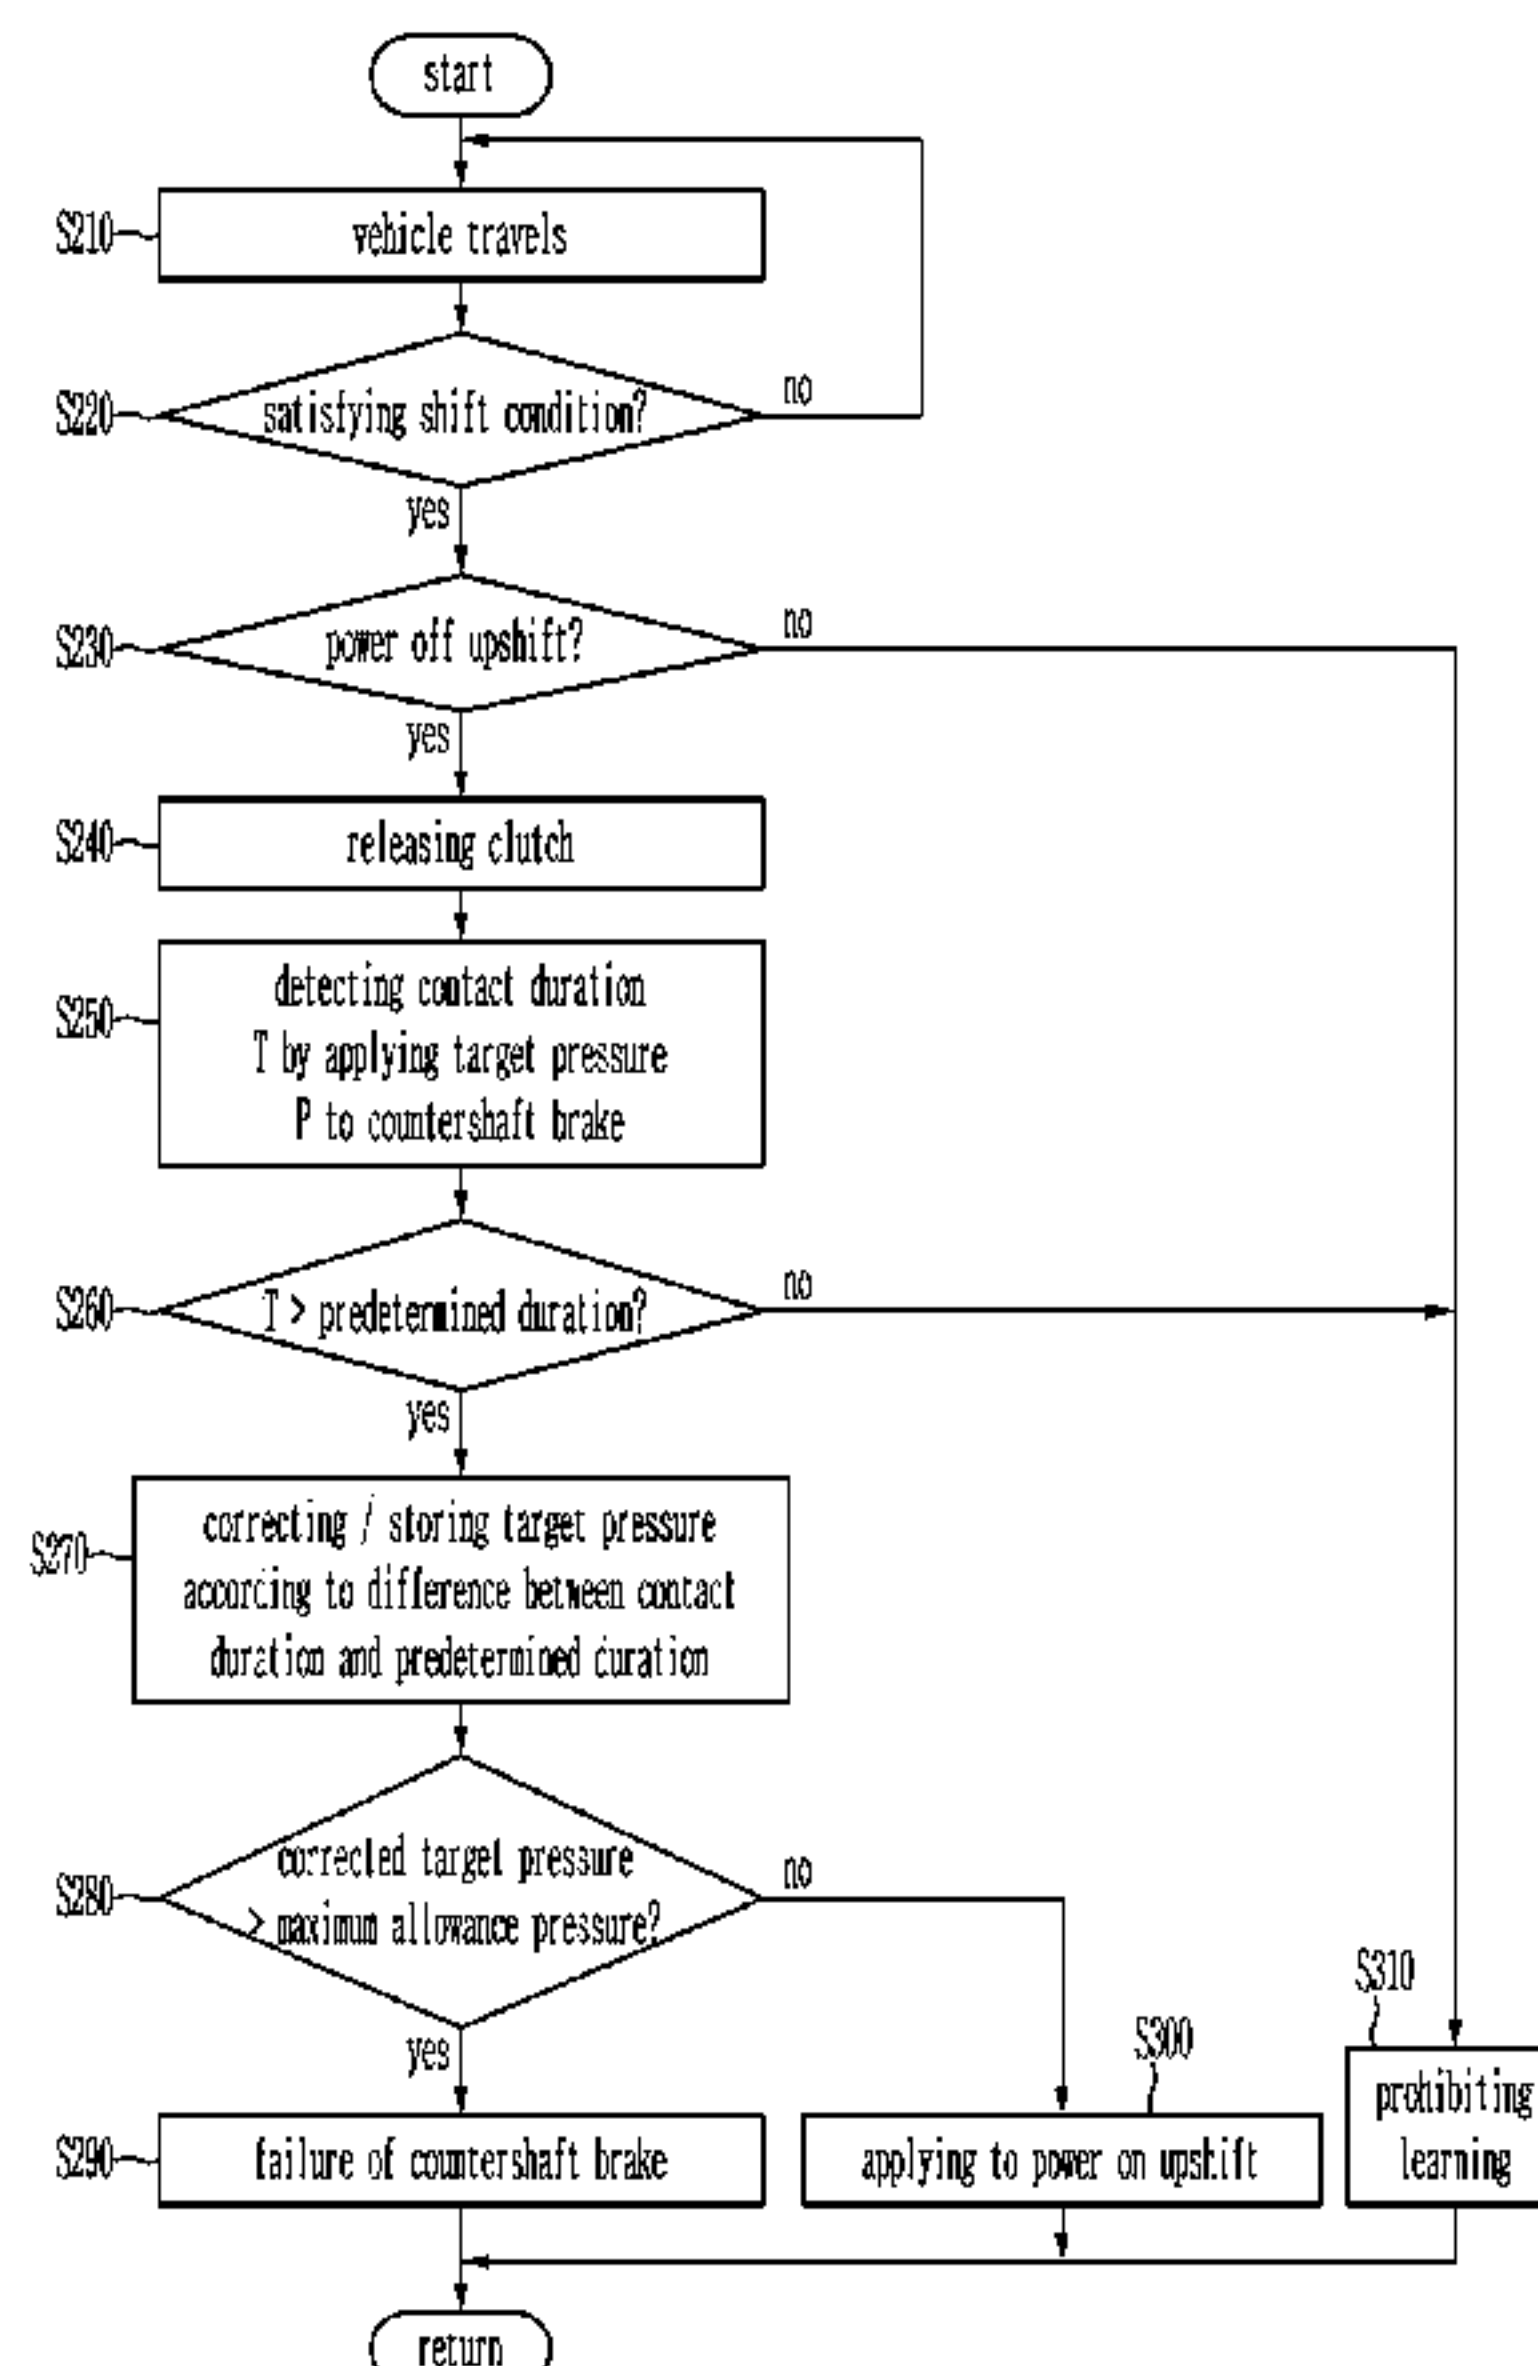 start
S210
vehicle travels
S220
satisfying shift condition?
no
yes
S230
power off upshift?
no
yes
S240
releasing clutch
S250
detecting contact duration
T by applying target pressure
P to countershaft brake
S260
T > predetermined duration?
no
yes
S270
correcting / storing target pressure
according to difference between contact
duration and predetermined duration
S280
corrected target pressure
> maximum allowance pressure?
no
yes
S290
failure of countershaft brake
S300
applying to power on upshift
S310
prohibiting
learning
return